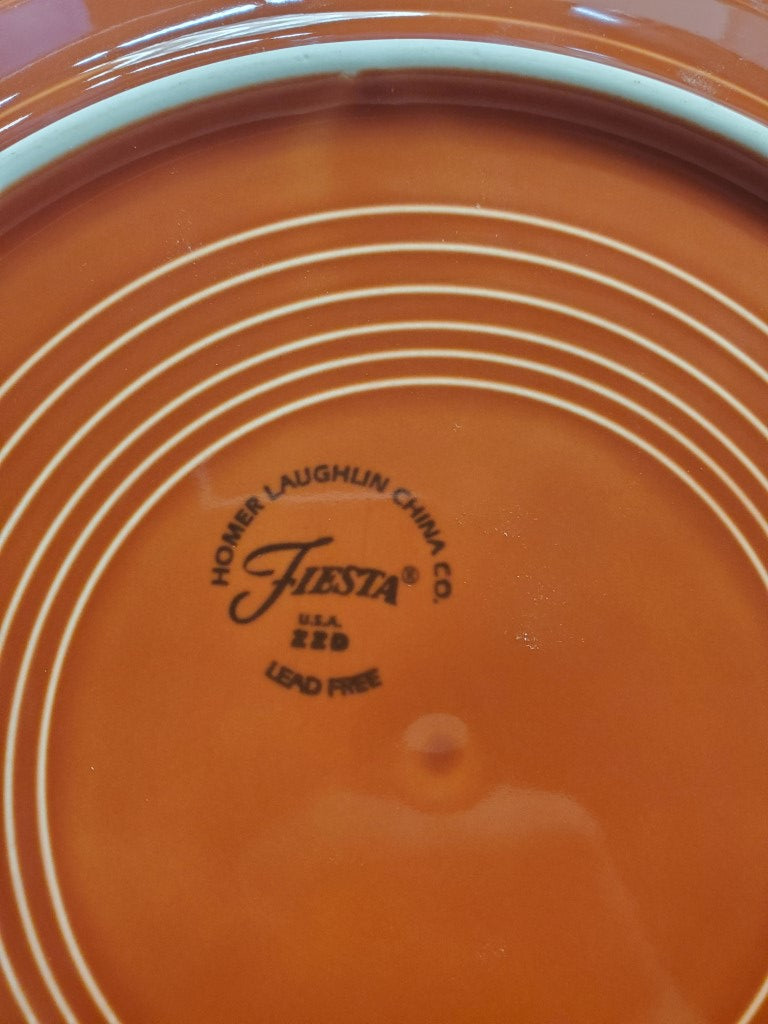 HOMER LAUGHLIN CHINA CO.
FIESTA®
U.S.A.
22D
LEAD FREE